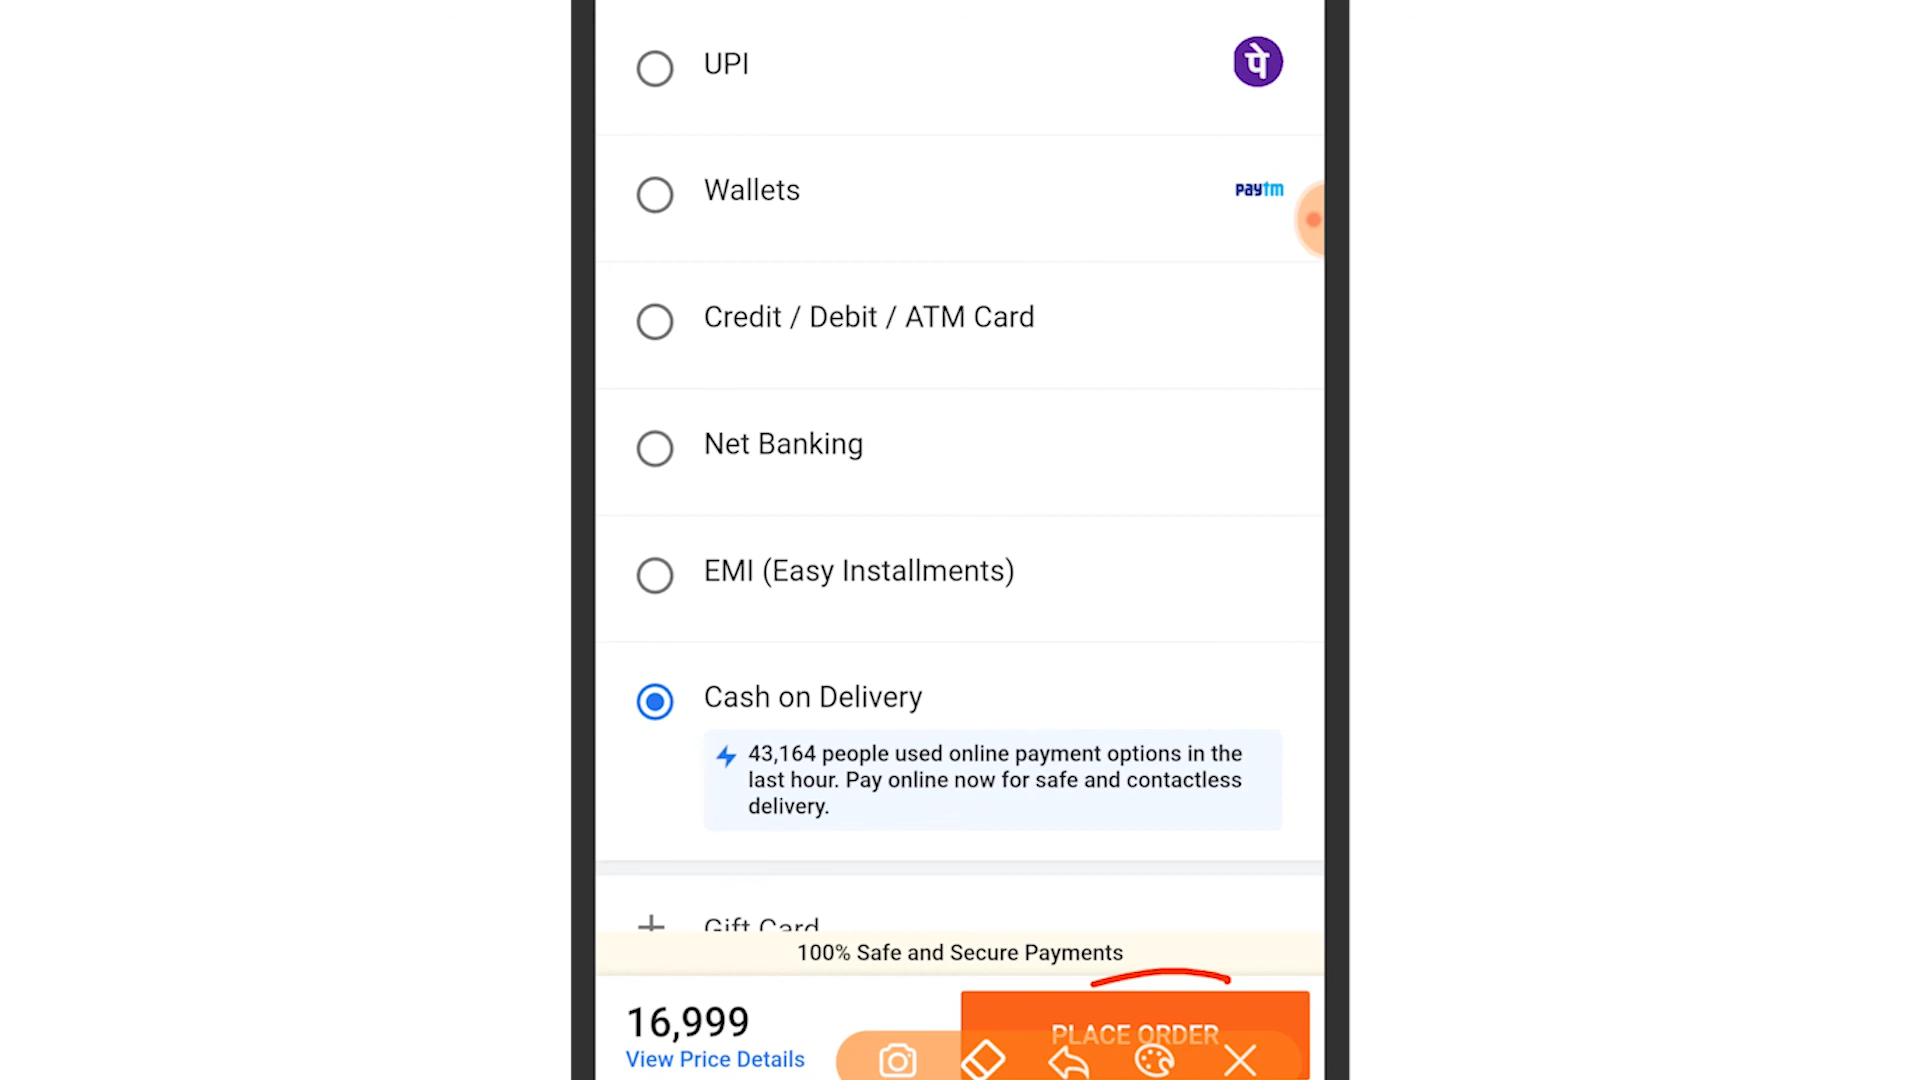 UPI
पे
Wallets
paytm
Credit / Debit / ATM Card
Net Banking
EMI (Easy Installments)
Cash on Delivery
43,164 people used online payment options in the
last hour. Pay online now for safe and contactless
delivery.
Gift Card
100% Safe and Secure Payments
16,999
PLACE ORDER
View Price Details